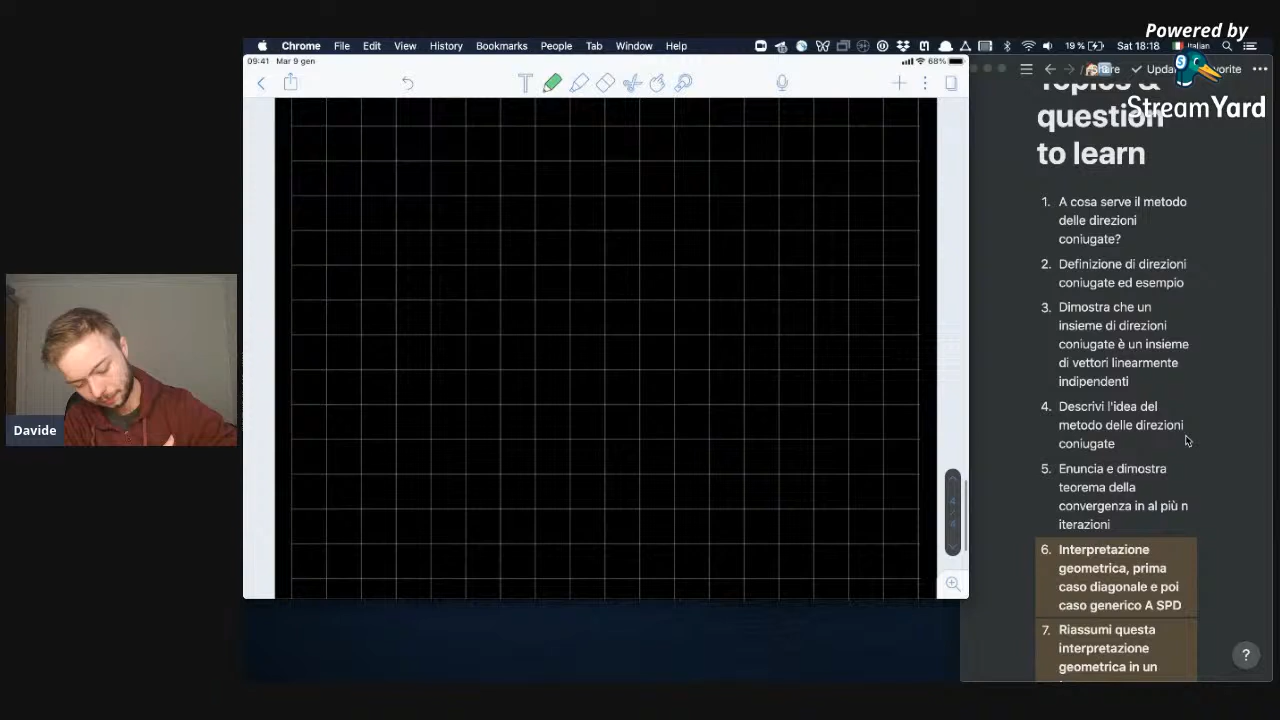 Powered by
StreamYard
Chrome File Edit View History Bookmarks People Tab Window Help
19 % Sat 18:18 Italian
09:41 Mar 9 gen
68%
Share
Favorite
Topics &
question
to learn
1. A cosa serve il metodo
delle direzioni
coniugate?
2. Definizione di direzioni
coniugate ed esempio
3. Dimostra che un
insieme di direzioni
coniugate è un insieme
di vettori linearmente
indipendenti
4. Descrivi l'idea del
metodo delle direzioni
coniugate
5. Enuncia e dimostra
teorema della
convergenza in al più n
iterazioni
6. Interpretazione
geometrica, prima
caso diagonale e poi
caso generico A SPD
7. Riassumi questa
interpretazione
geometrica in un
Davide
T
?